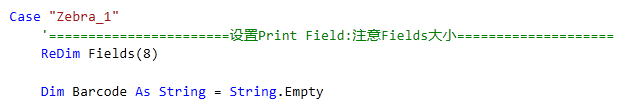 Case "Zebra_1"
'=======================设置Print Field:注意Fields大小====================
ReDim Fields(8)
Dim Barcode As String = String.Empty